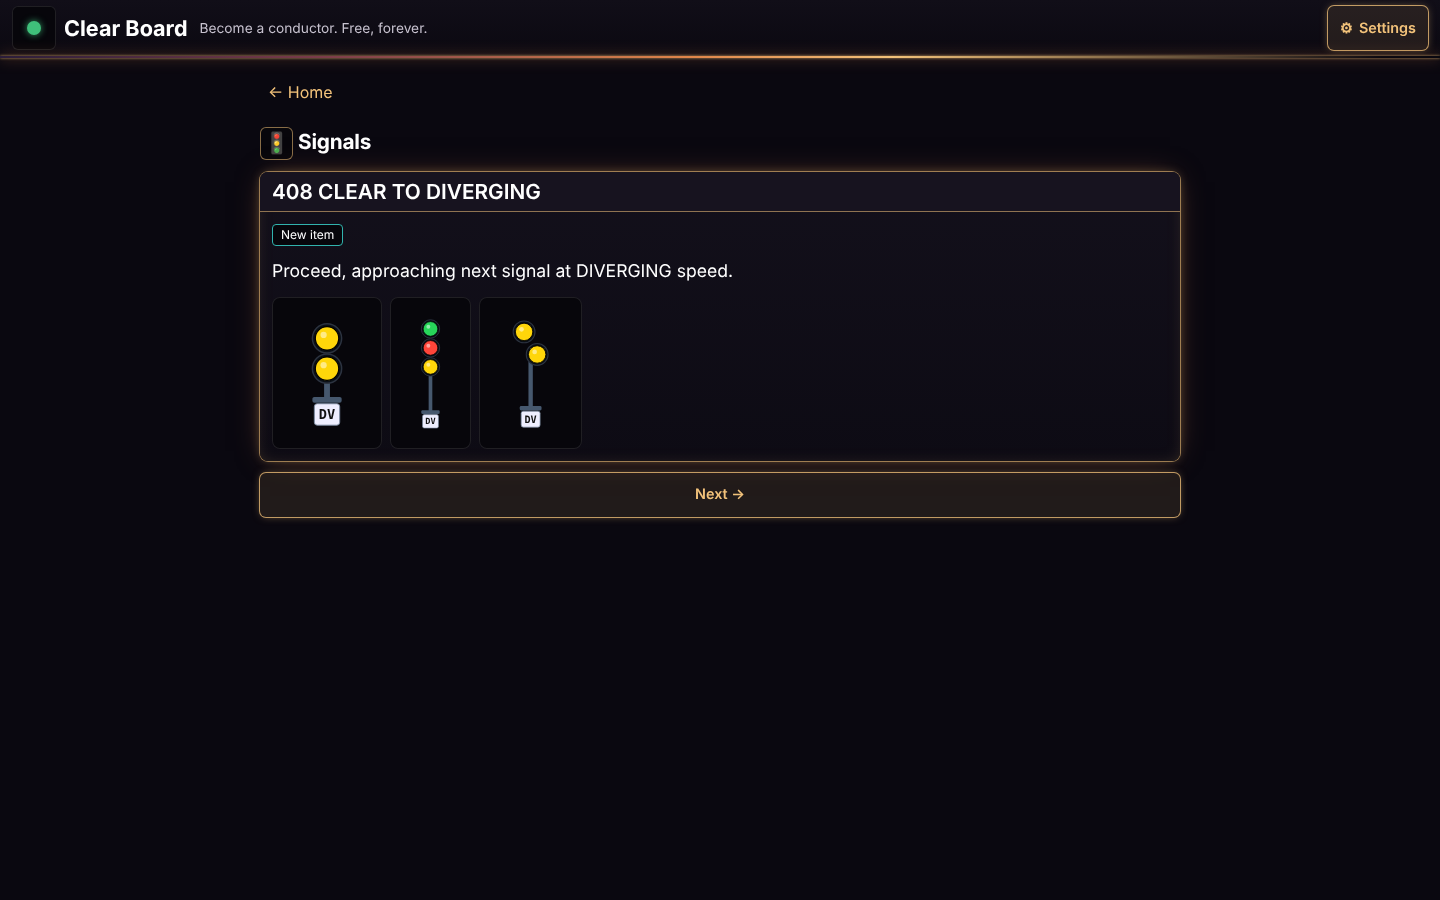 Clear Board Become a conductor. Free, forever.
⚙ Settings
← Home
Signals
408 CLEAR TO DIVERGING
New item
Proceed, approaching next signal at DIVERGING speed.
DV DV DV
Next →